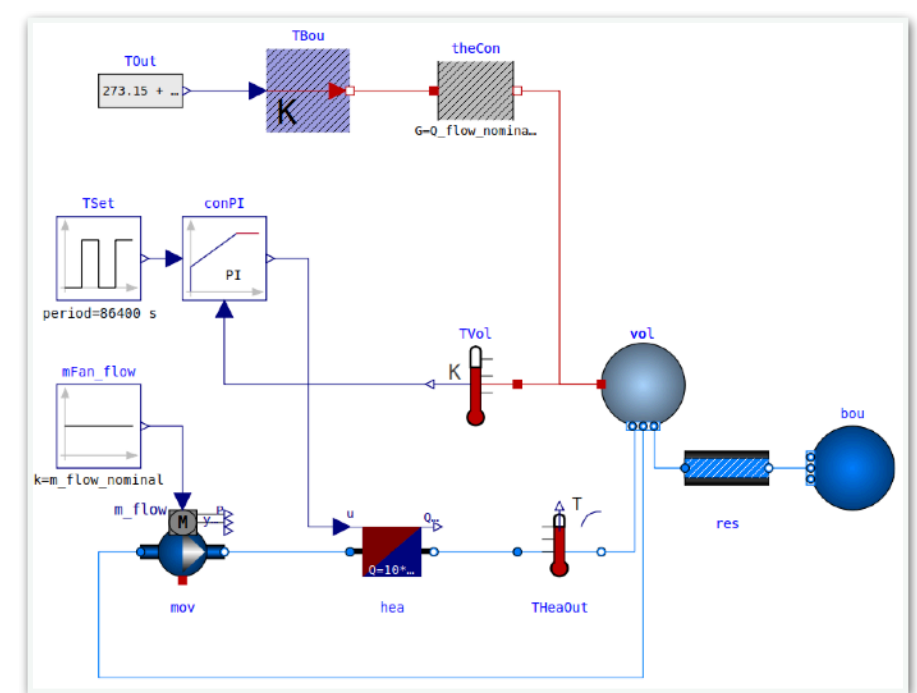 TBou
theCon
TOut
273.15 + …
K
G=Q_flow_nomina…
TSet
conPI
PI
period=86400 s
TVol
vol
K
mFan_flow
bou
k=m_flow_nominal
m_flow
P
y…
M
u
Q…
T
res
Q=10*…
mov
hea
THeaOut